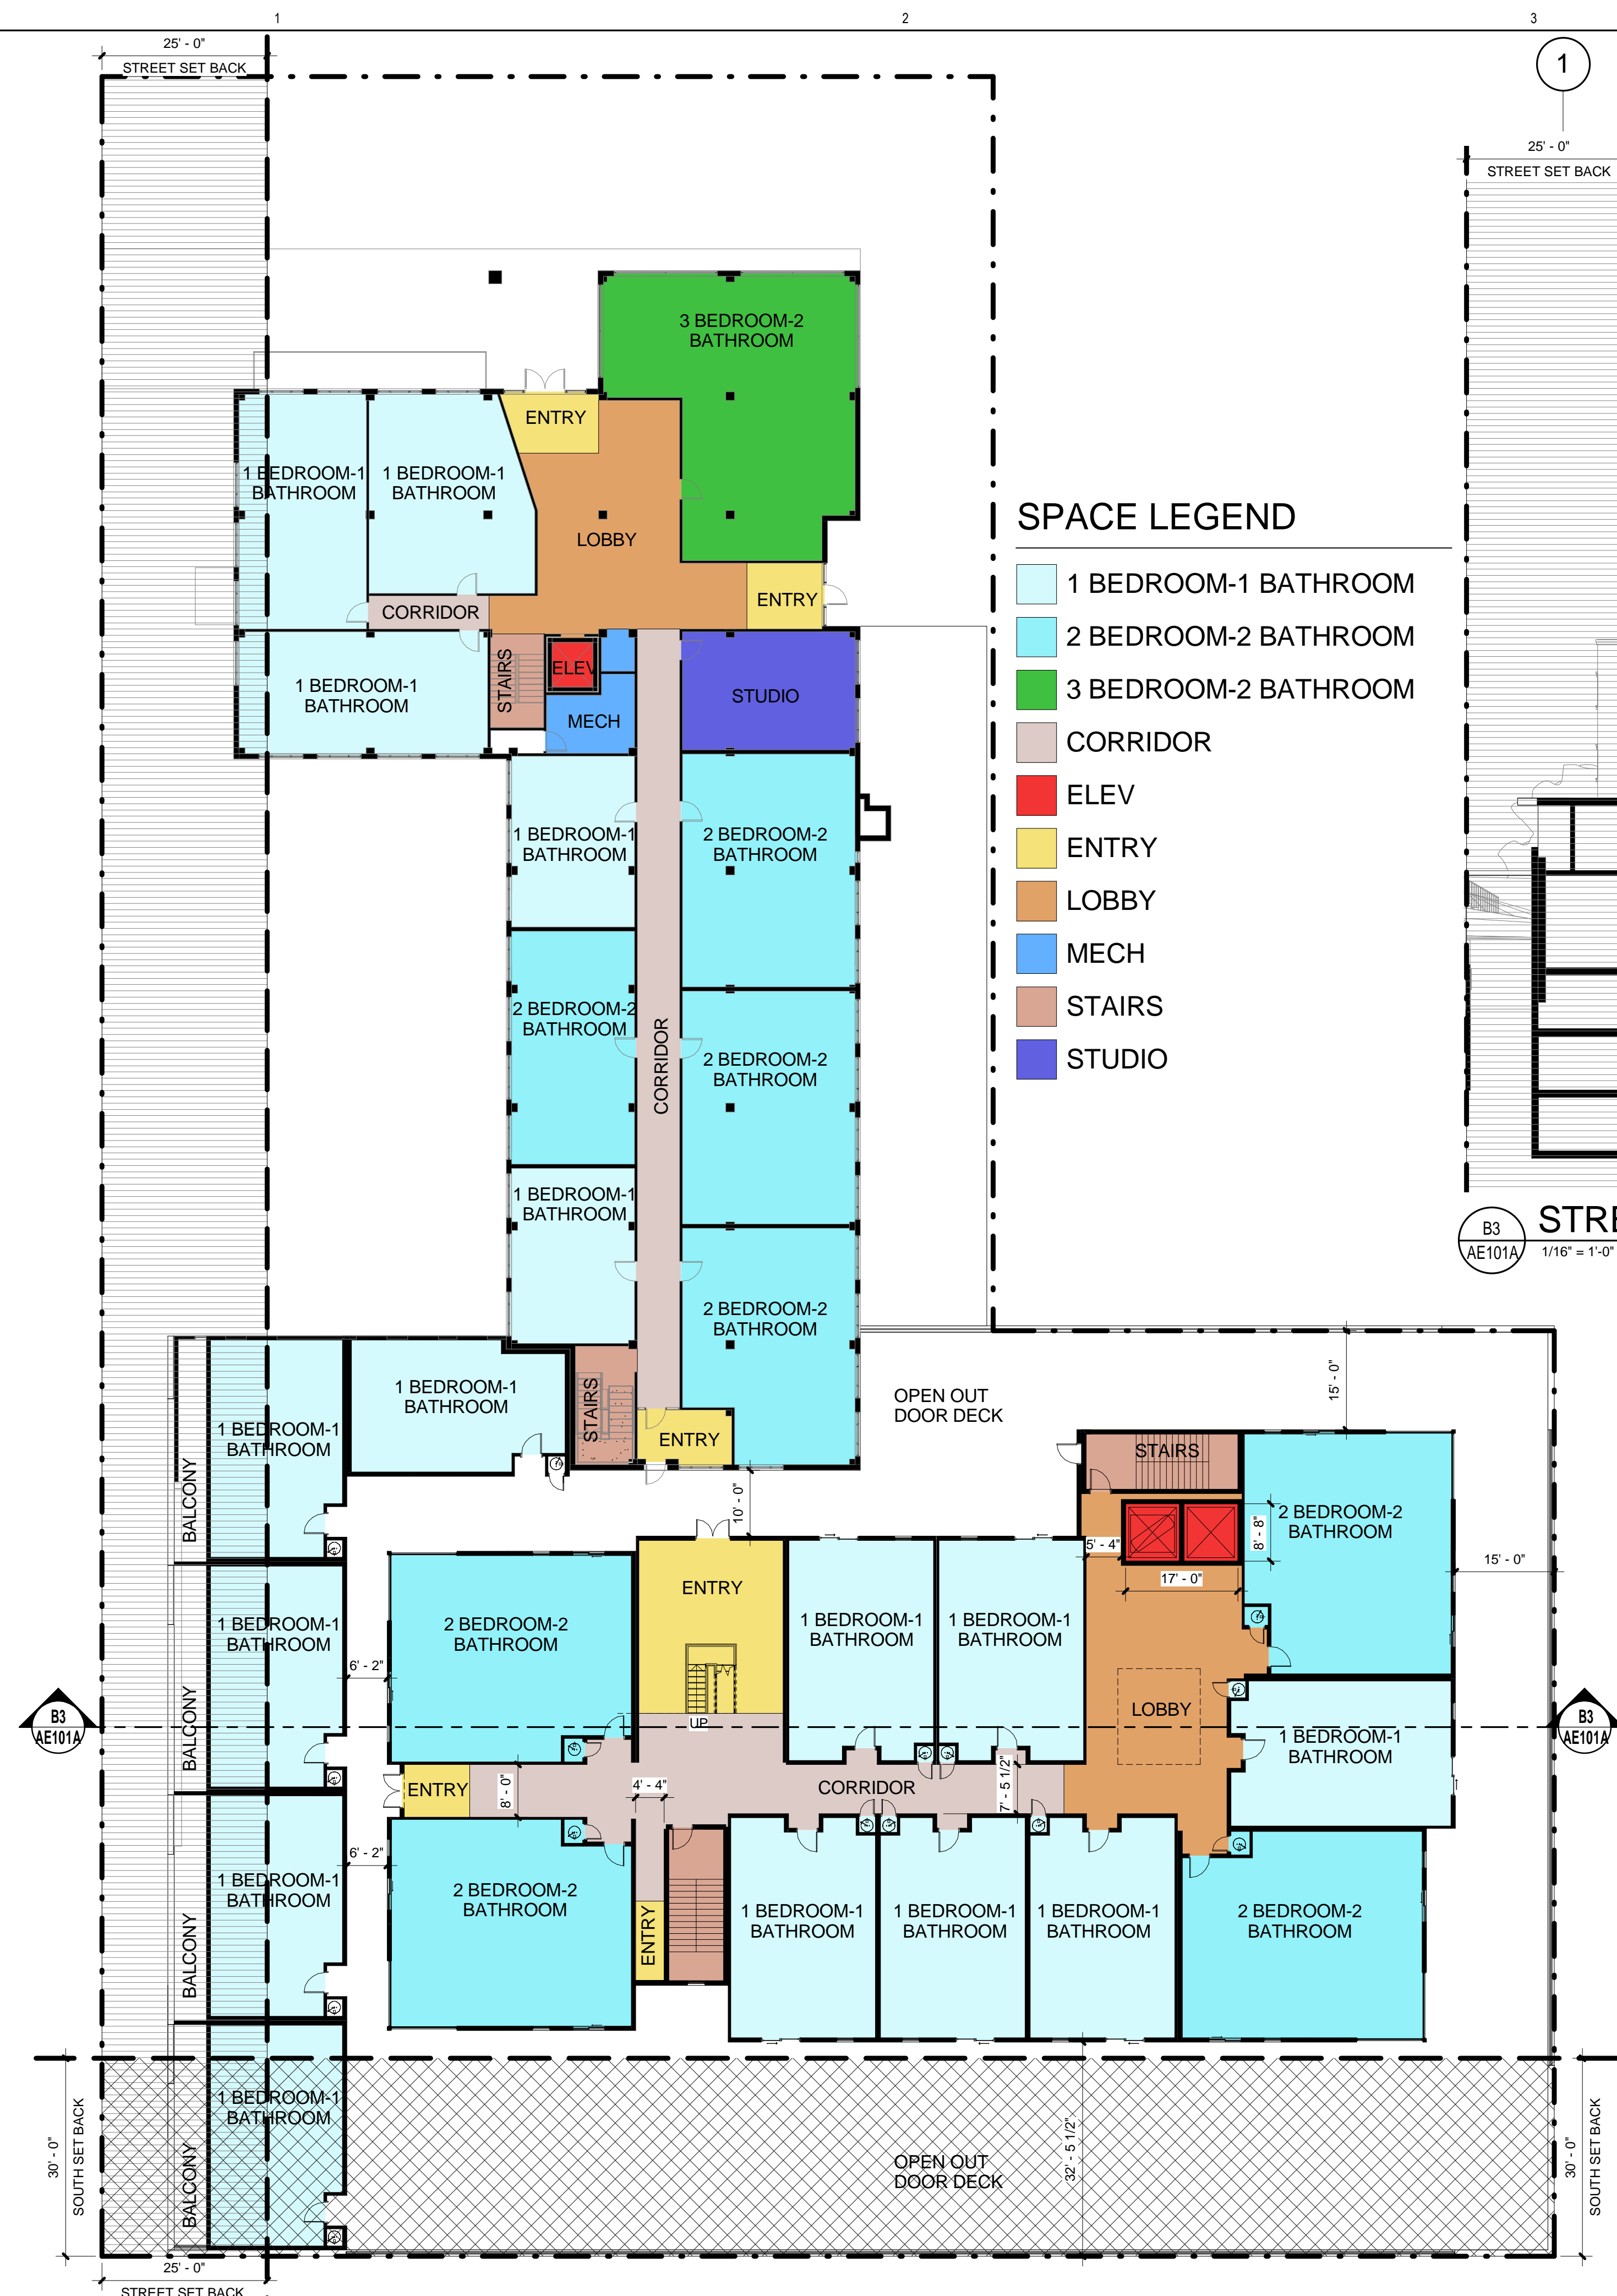 1
2
3
25' - 0"
STREET SET BACK
1
25' - 0"
STREET SET BACK
3 BEDROOM-2
BATHROOM
ENTRY
1 BEDROOM-1
BATHROOM
1 BEDROOM-1
BATHROOM
LOBBY
ENTRY
CORRIDOR
1 BEDROOM-1
BATHROOM
STAIRS
ELEV
MECH
STUDIO
SPACE LEGEND
1 BEDROOM-1 BATHROOM
2 BEDROOM-2 BATHROOM
3 BEDROOM-2 BATHROOM
CORRIDOR
ELEV
ENTRY
LOBBY
MECH
STAIRS
STUDIO
1 BEDROOM-1
BATHROOM
2 BEDROOM-2
BATHROOM
2 BEDROOM-2
BATHROOM
CORRIDOR
2 BEDROOM-2
BATHROOM
1 BEDROOM-1
BATHROOM
2 BEDROOM-2
BATHROOM
B3
AE101A
STRE
1/16" = 1'-0"
1 BEDROOM-1
BATHROOM
1 BEDROOM-1
BATHROOM
STAIRS
ENTRY
OPEN OUT
DOOR DECK
15' - 0"
BALCONY
10' - 0"
STAIRS
2 BEDROOM-2
BATHROOM
5' - 4"
8' - 8"
17' - 0"
15' - 0"
1 BEDROOM-1
BATHROOM
2 BEDROOM-2
BATHROOM
ENTRY
1 BEDROOM-1
BATHROOM
1 BEDROOM-1
BATHROOM
6' - 2"
BALCONY
UP
LOBBY
B3
AE101A
B3
AE101A
1 BEDROOM-1
BATHROOM
ENTRY
8' - 0"
4' - 4"
CORRIDOR
7' - 5 1/2"
6' - 2"
1 BEDROOM-1
BATHROOM
BALCONY
2 BEDROOM-2
BATHROOM
ENTRY
1 BEDROOM-1
BATHROOM
1 BEDROOM-1
BATHROOM
1 BEDROOM-1
BATHROOM
2 BEDROOM-2
BATHROOM
1 BEDROOM-1
BATHROOM
BALCONY
30' - 0"
SOUTH SET BACK
OPEN OUT
DOOR DECK
32' - 5 1/2"
30' - 0"
SOUTH SET BACK
25' - 0"
STREET SET BACK